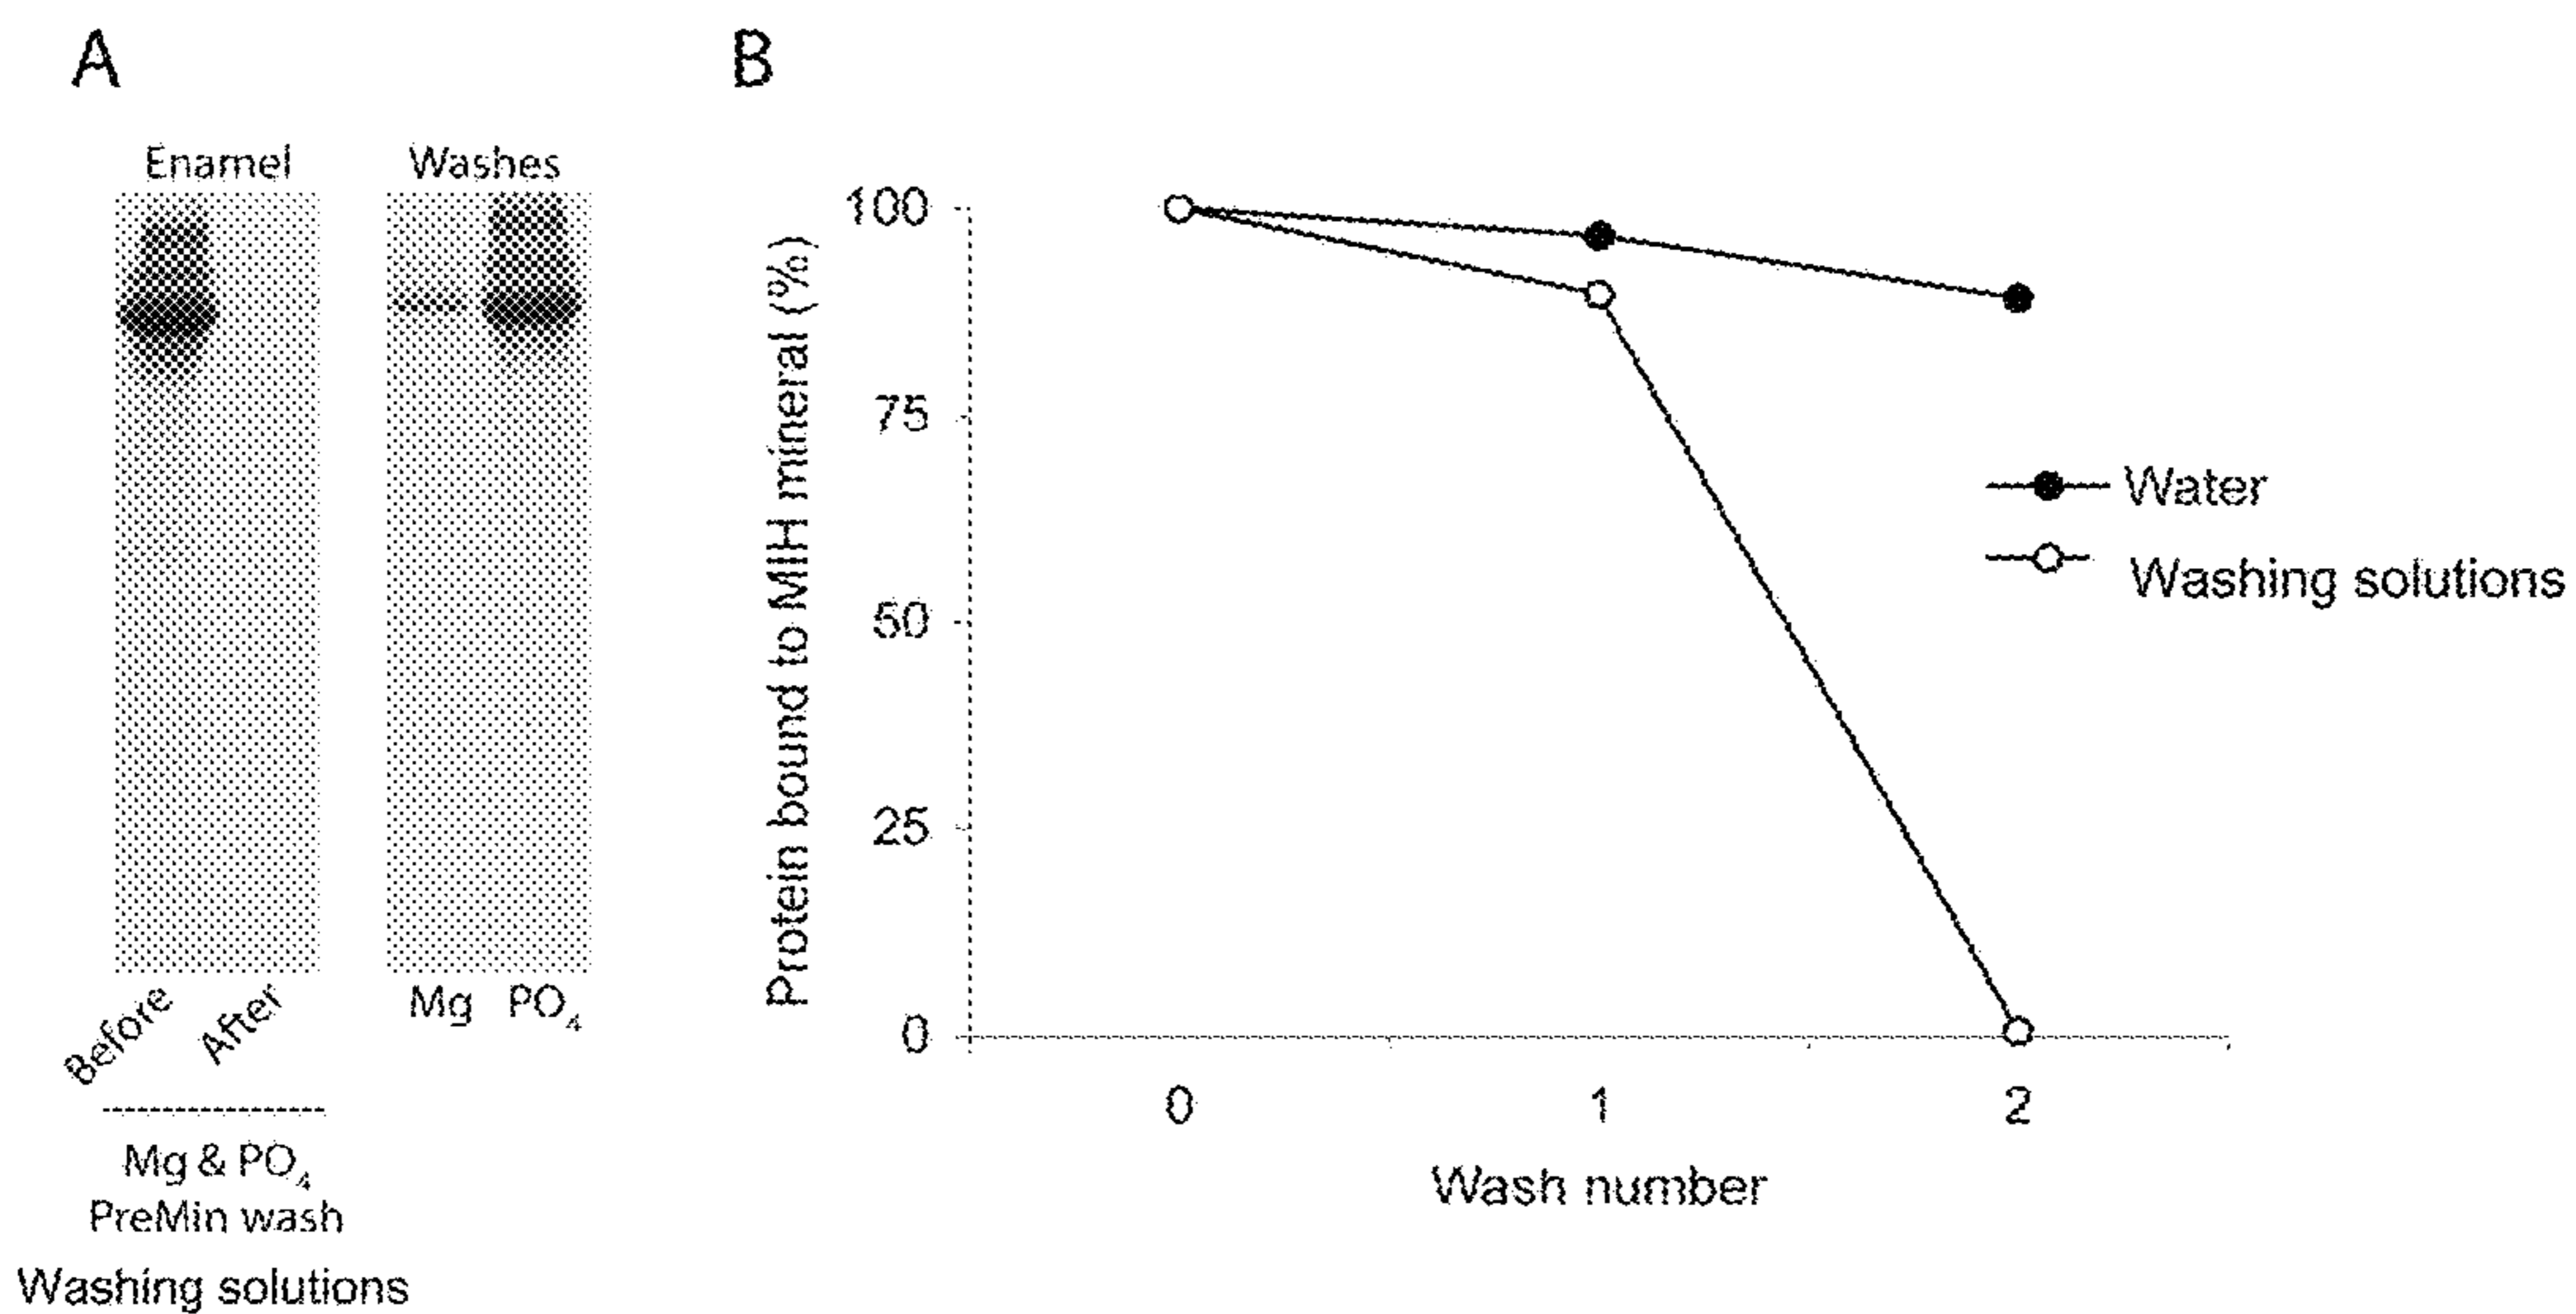 A
B
Enamel
Washes
Before
After
Mg
PO4
Mg & PO4
PreMin wash
Washing solutions
Protein bound to MIH mineral (%)
100
75
50
25
0
0
1
2
Wash number
Water
Washing solutions